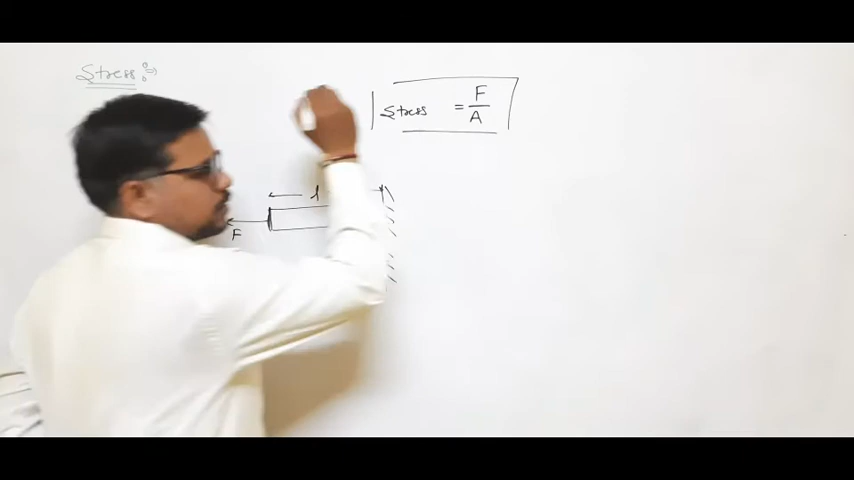 Stress :⇒
Stress = F/A
l
F